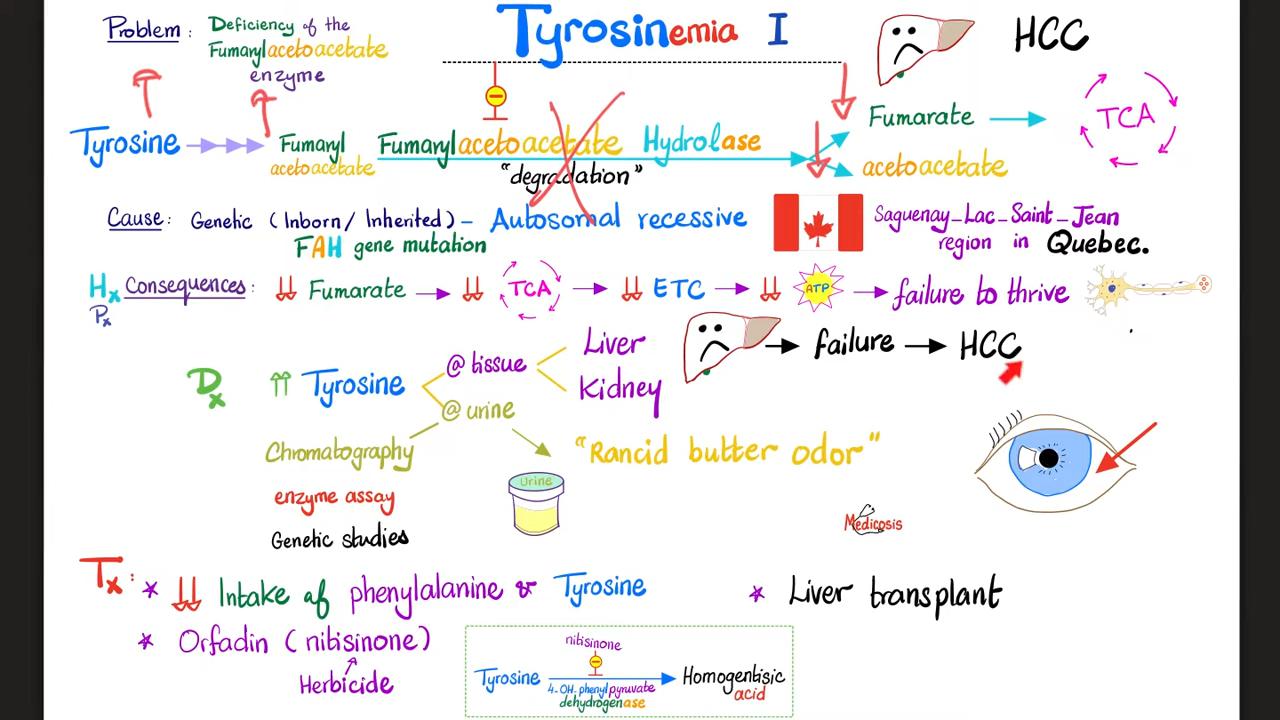 Problem: Deficiency of the
Fumarylacetoacetate
enzyme
Tyrosinemia I
HCC
Tyrosine
Fumaryl
acetoacetate
Fumarylacetoacetate Hydrolase
"degradation"
Fumarate
acetoacetate
TCA
Cause: Genetic (Inborn/Inherited) - Autosomal recessive
FAH gene mutation
Saguenay-Lac-Saint-Jean
region in Quebec.
Hx Consequences:
Px
Fumarate
TCA
ETC
ATP
failure to thrive
Dx
Tyrosine
@ tissue
Liver
Kidney
failure
HCC
@ urine
Chromatography
"Rancid butter odor"
Urine
enzyme assay
Genetic studies
Medicosis
Tx:
* Intake of phenylalanine & Tyrosine
* Liver transplant
* Orfadin (nitisinone)
Herbicide
nitisinone
Tyrosine
4-OH-phenylpyruvate
dehydrogenase
Homogentisic
acid